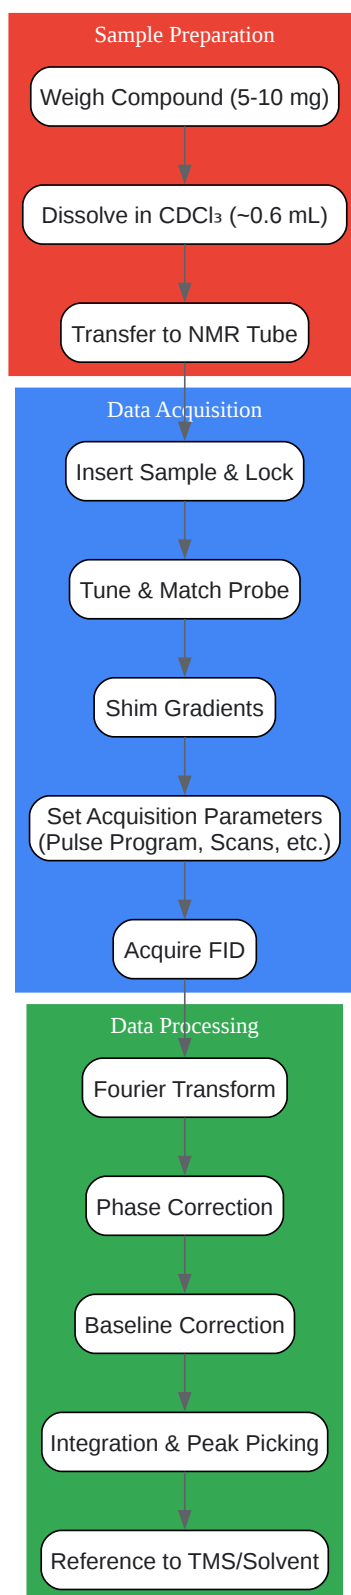 Sample Preparation
Weigh Compound (5-10 mg)
Dissolve in CDCl₃ (~0.6 mL)
Transfer to NMR Tube
Data Acquisition
Insert Sample & Lock
Tune & Match Probe
Shim Gradients
Set Acquisition Parameters
(Pulse Program, Scans, etc.)
Acquire FID
Data Processing
Fourier Transform
Phase Correction
Baseline Correction
Integration & Peak Picking
Reference to TMS/Solvent